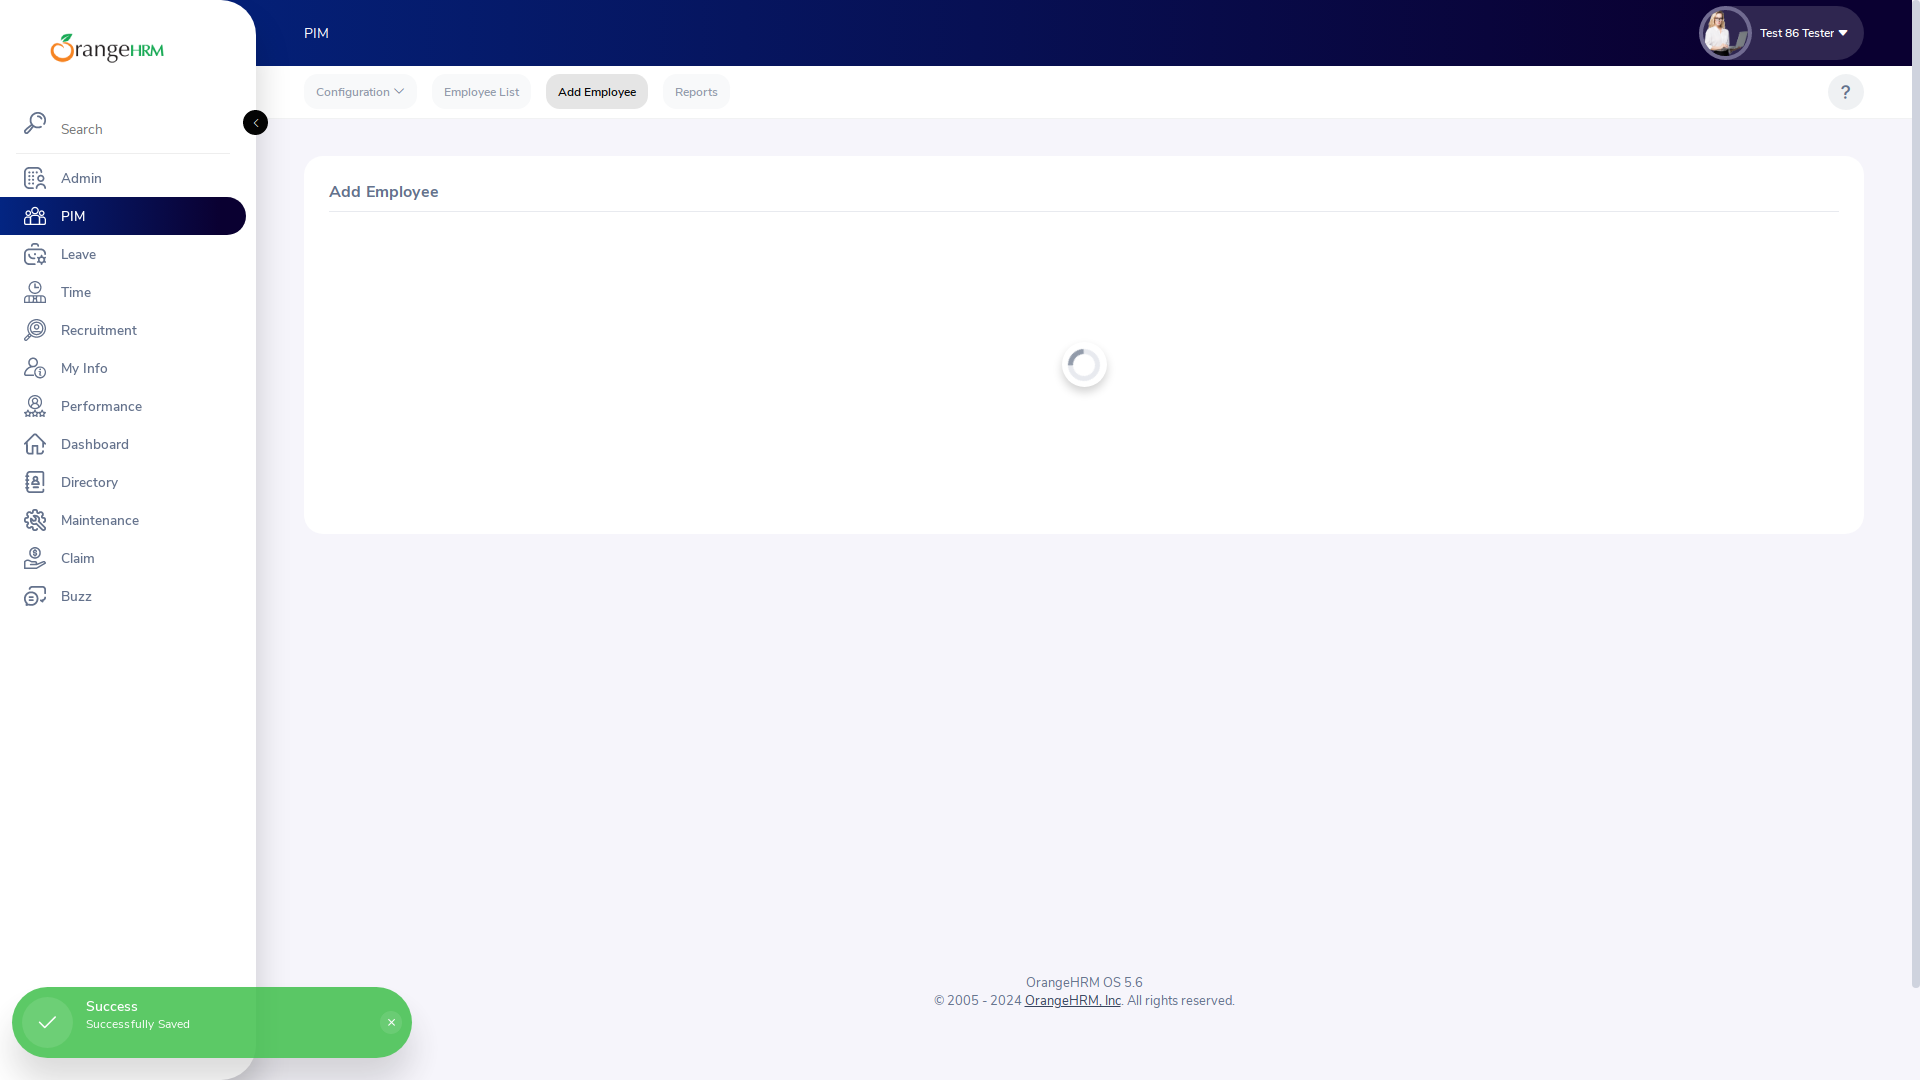 OrangeHRM
PIM
Test 86 Tester
Configuration
Employee List
Add Employee
Reports
?
Search
Admin
PIM
Leave
Time
Recruitment
My Info
Performance
Dashboard
Directory
Maintenance
Claim
Buzz
Add Employee
OrangeHRM OS 5.6
© 2005 - 2024 OrangeHRM, Inc. All rights reserved.
Success
Successfully Saved